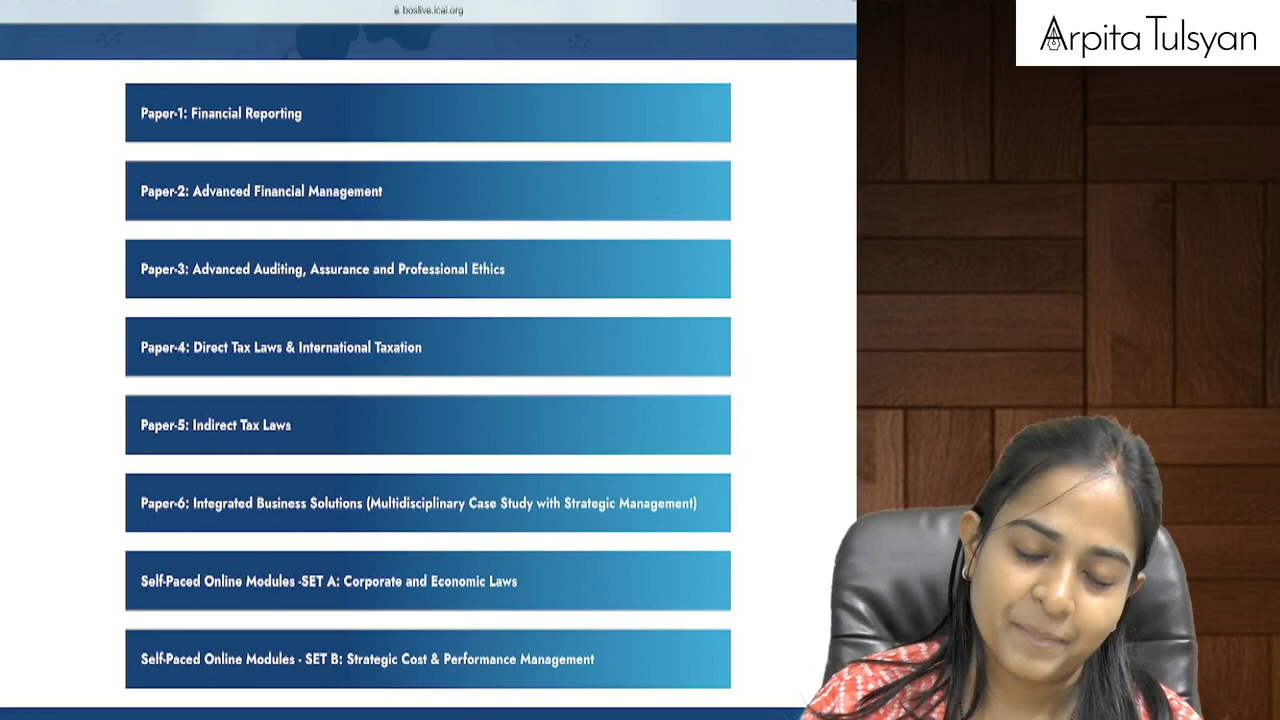 boslive.icai.org
Arpita Tulsyan
Paper-1: Financial Reporting
Paper-2: Advanced Financial Management
Paper-3: Advanced Auditing, Assurance and Professional Ethics
Paper-4: Direct Tax Laws & International Taxation
Paper-5: Indirect Tax Laws
Paper-6: Integrated Business Solutions (Multidisciplinary Case Study with Strategic Management)
Self-Paced Online Modules -SET A: Corporate and Economic Laws
Self-Paced Online Modules - SET B: Strategic Cost & Performance Management